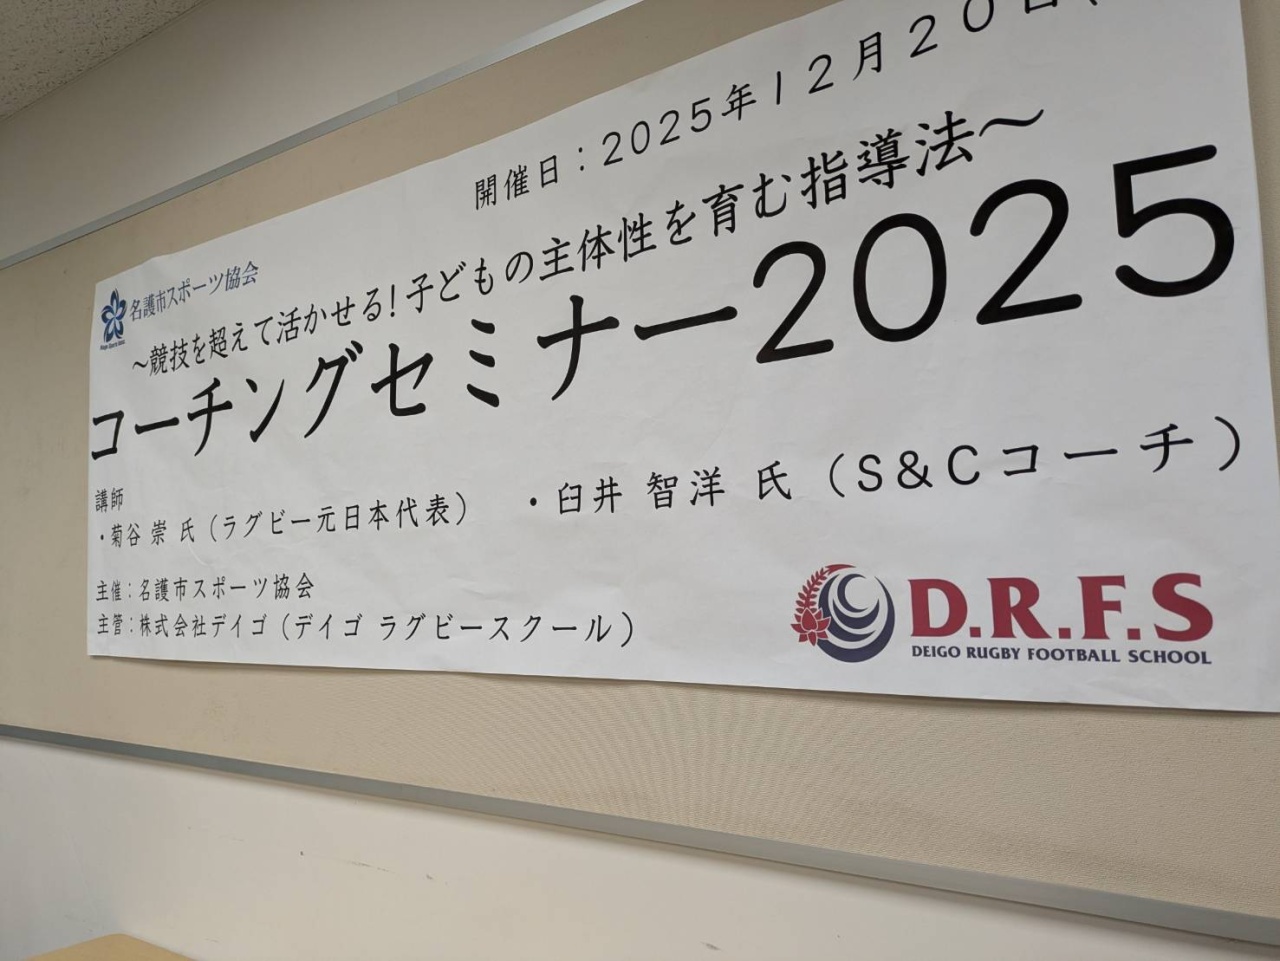 開催日：2025年12月20日
名護市スポーツ協会
～競技を超えて活かせる！子どもの主体性を育む指導法～
コーチングセミナー2025
講師
・菊谷 崇 氏（ラグビー元日本代表） ・臼井 智洋 氏（S&Cコーチ）
主催：名護市スポーツ協会
主管：株式会社デイゴ（デイゴ ラグビースクール）
D.R.F.S
DEIGO RUGBY FOOTBALL SCHOOL